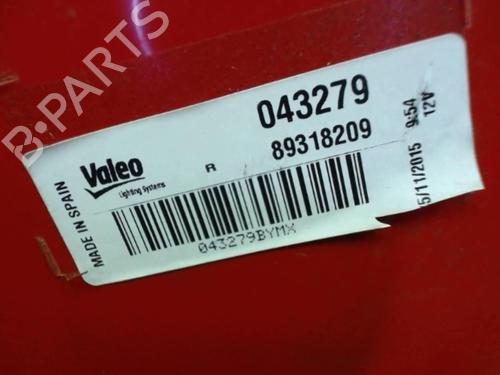 B-PARTS
043279
89318209
R
Valeo
Lighting Systems
MADE IN SPAIN
043279BYMX
5/11/2015 9:54
12V